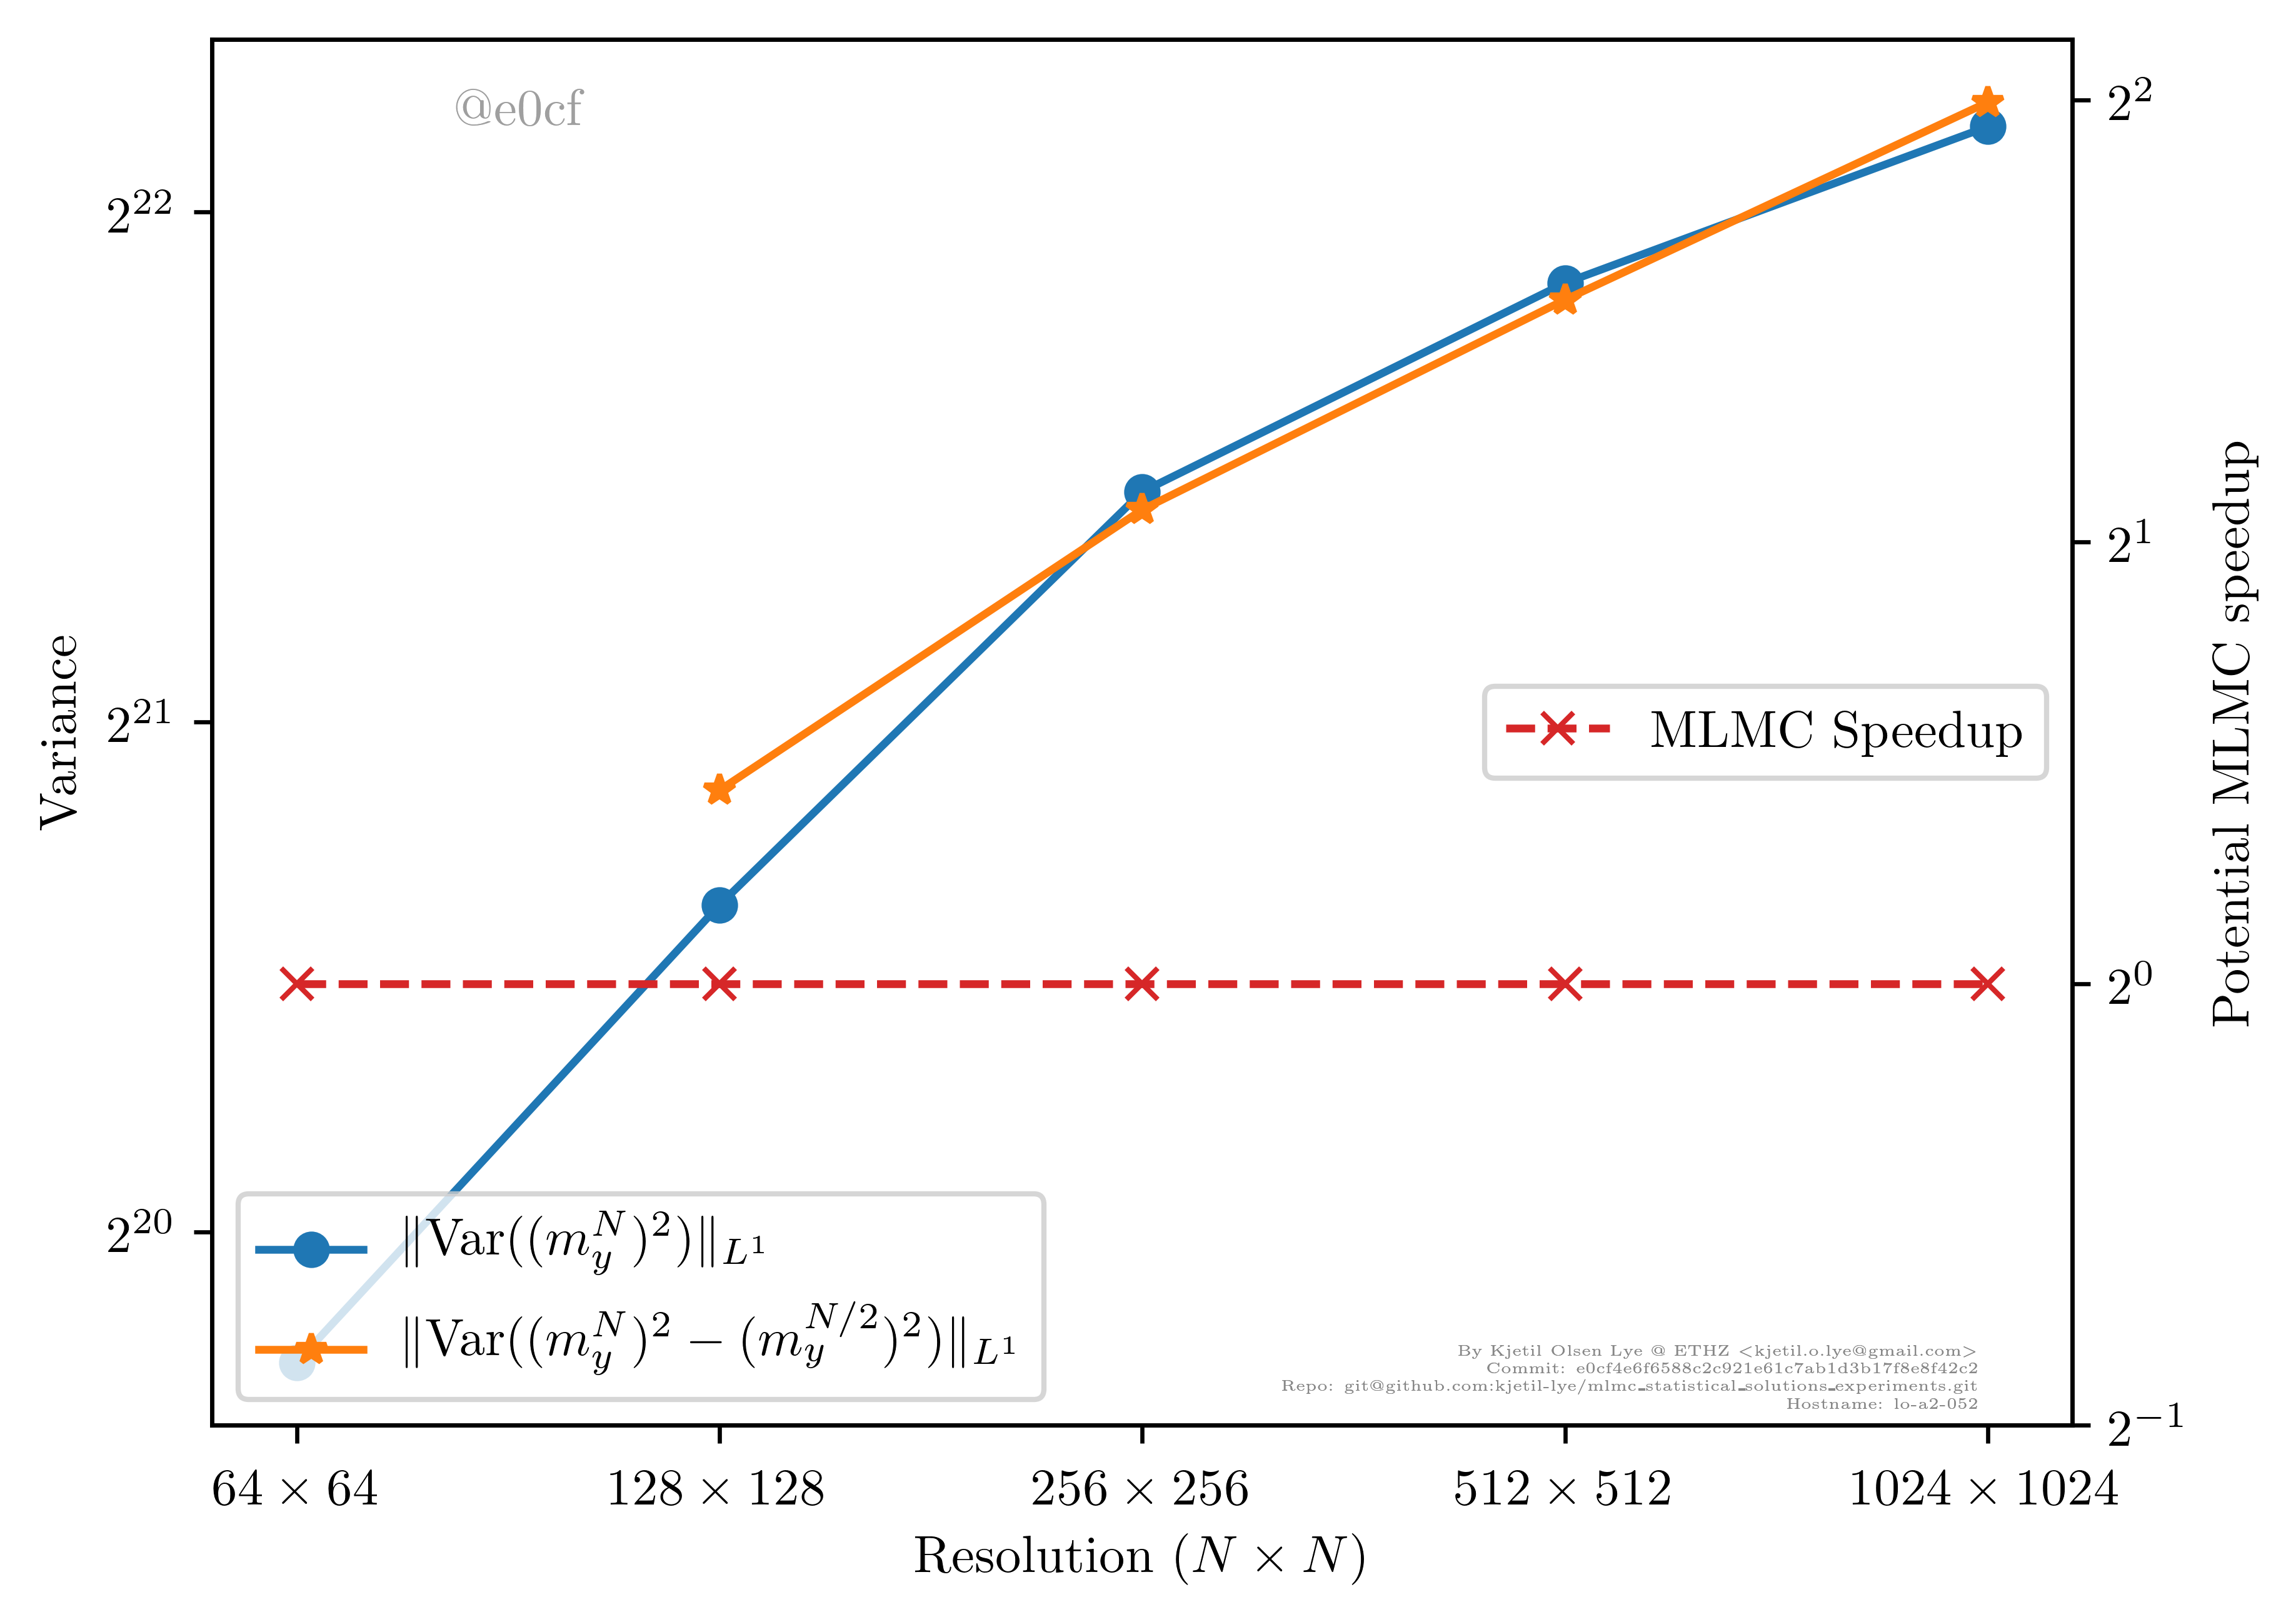 @e0cf
2^22
2^21
2^20
Variance
2^2
2^1
2^0
2^-1
Potential MLMC speedup
MLMC Speedup
‖Var((m_y^N)^2)‖_{L^1}
‖Var((m_y^N)^2 − (m_y^{N/2})^2)‖_{L^1}
By Kjetil Olsen Lye @ ETHZ <kjetil.o.lye@gmail.com>
Commit: e0cf4e6f6588c2c921e61c7ab1d3b17f8e8f42c2
Repo: git@github.com:kjetil-lye/mlmc_statistical_solutions_experiments.git
Hostname: lo-a2-052
64 × 64 128 × 128 256 × 256 512 × 512 1024 × 1024
Resolution (N × N)